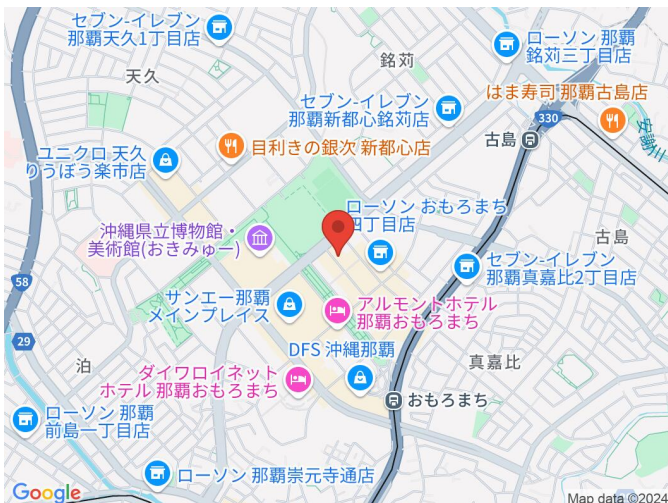 セブン-イレブン
那覇天久1丁目店
ローソン 那覇
銘苅三丁目店
銘苅
天久
はま寿司 那覇古島店
セブン-イレブン
那覇新都心銘苅店
330
安謝川
古島
目利きの銀次 新都心店
ユニクロ 天久
りうぼう楽市店
ローソン おもろまち
四丁目店
沖縄県立博物館・
美術館(おきみゅー)
古島
セブン-イレブン
那覇真嘉比2丁目店
58
サンエー那覇
メインプレイス
アルモントホテル
那覇おもろまち
29
DFS 沖縄那覇
泊
真嘉比
ダイワロイネット
ホテル 那覇おもろまち
おもろまち
ローソン 那覇
前島一丁目店
ローソン 那覇崇元寺通店
Google
Map data ©2024